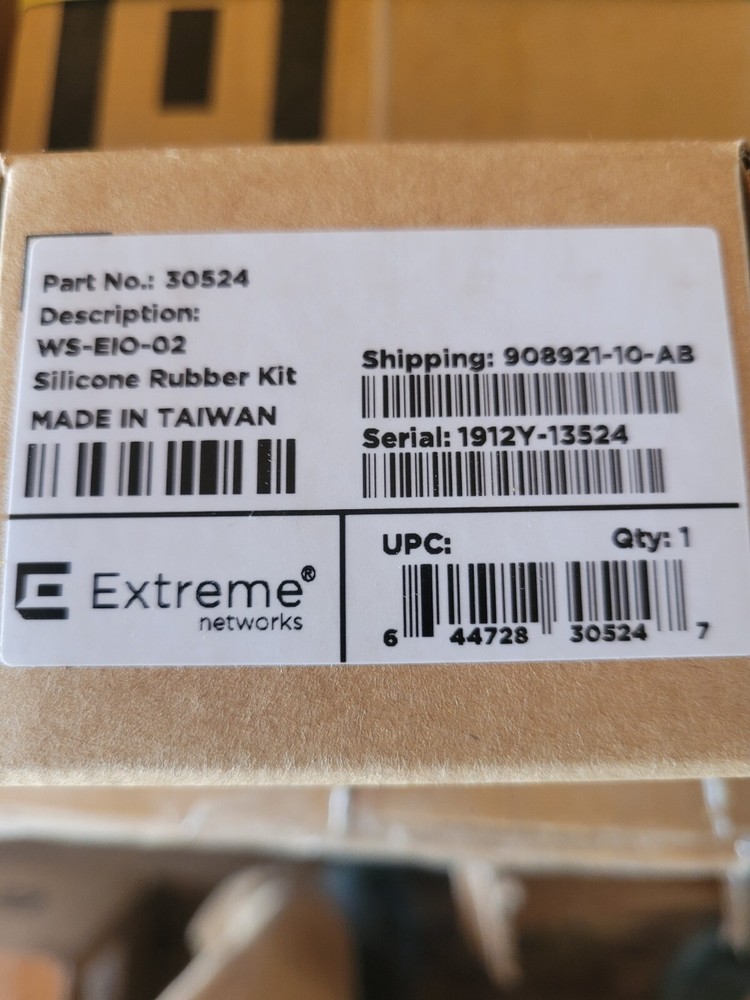 Part No.: 30524
Description:
WS-EIO-02
Silicone Rubber Kit
MADE IN TAIWAN
Shipping: 908921-10-AB
Serial: 1912Y-13524
Extreme®
networks
UPC: Qty: 1
6 44728 30524 7